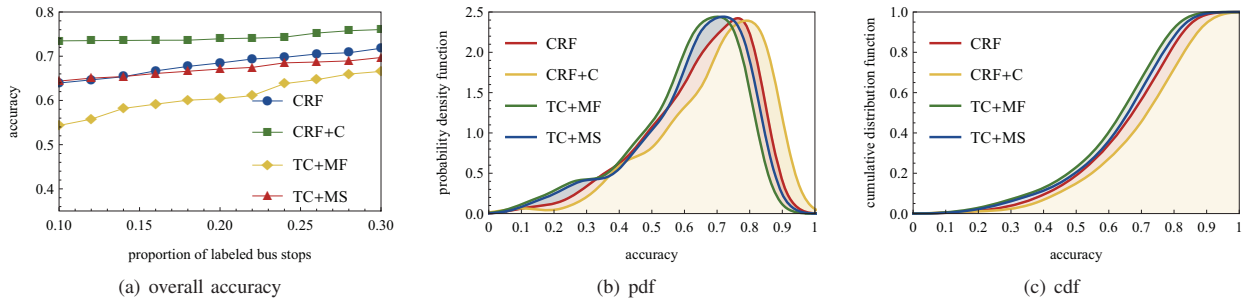 accuracy
0.8
0.7
0.6
0.5
0.4
CRF
CRF+C
TC+MF
TC+MS
0.10
0.15
0.20
0.25
0.30
proportion of labeled bus stops
(a) overall accuracy
probability density function
2.5
2.0
1.5
1.0
0.5
0.0
CRF
CRF+C
TC+MF
TC+MS
0
0.1
0.2
0.3
0.4
0.5
0.6
0.7
0.8
0.9
1
accuracy
(b) pdf
cumulative distribution function
1.0
0.8
0.6
0.4
0.2
0.0
CRF
CRF+C
TC+MF
TC+MS
0
0.1
0.2
0.3
0.4
0.5
0.6
0.7
0.8
0.9
1
accuracy
(c) cdf